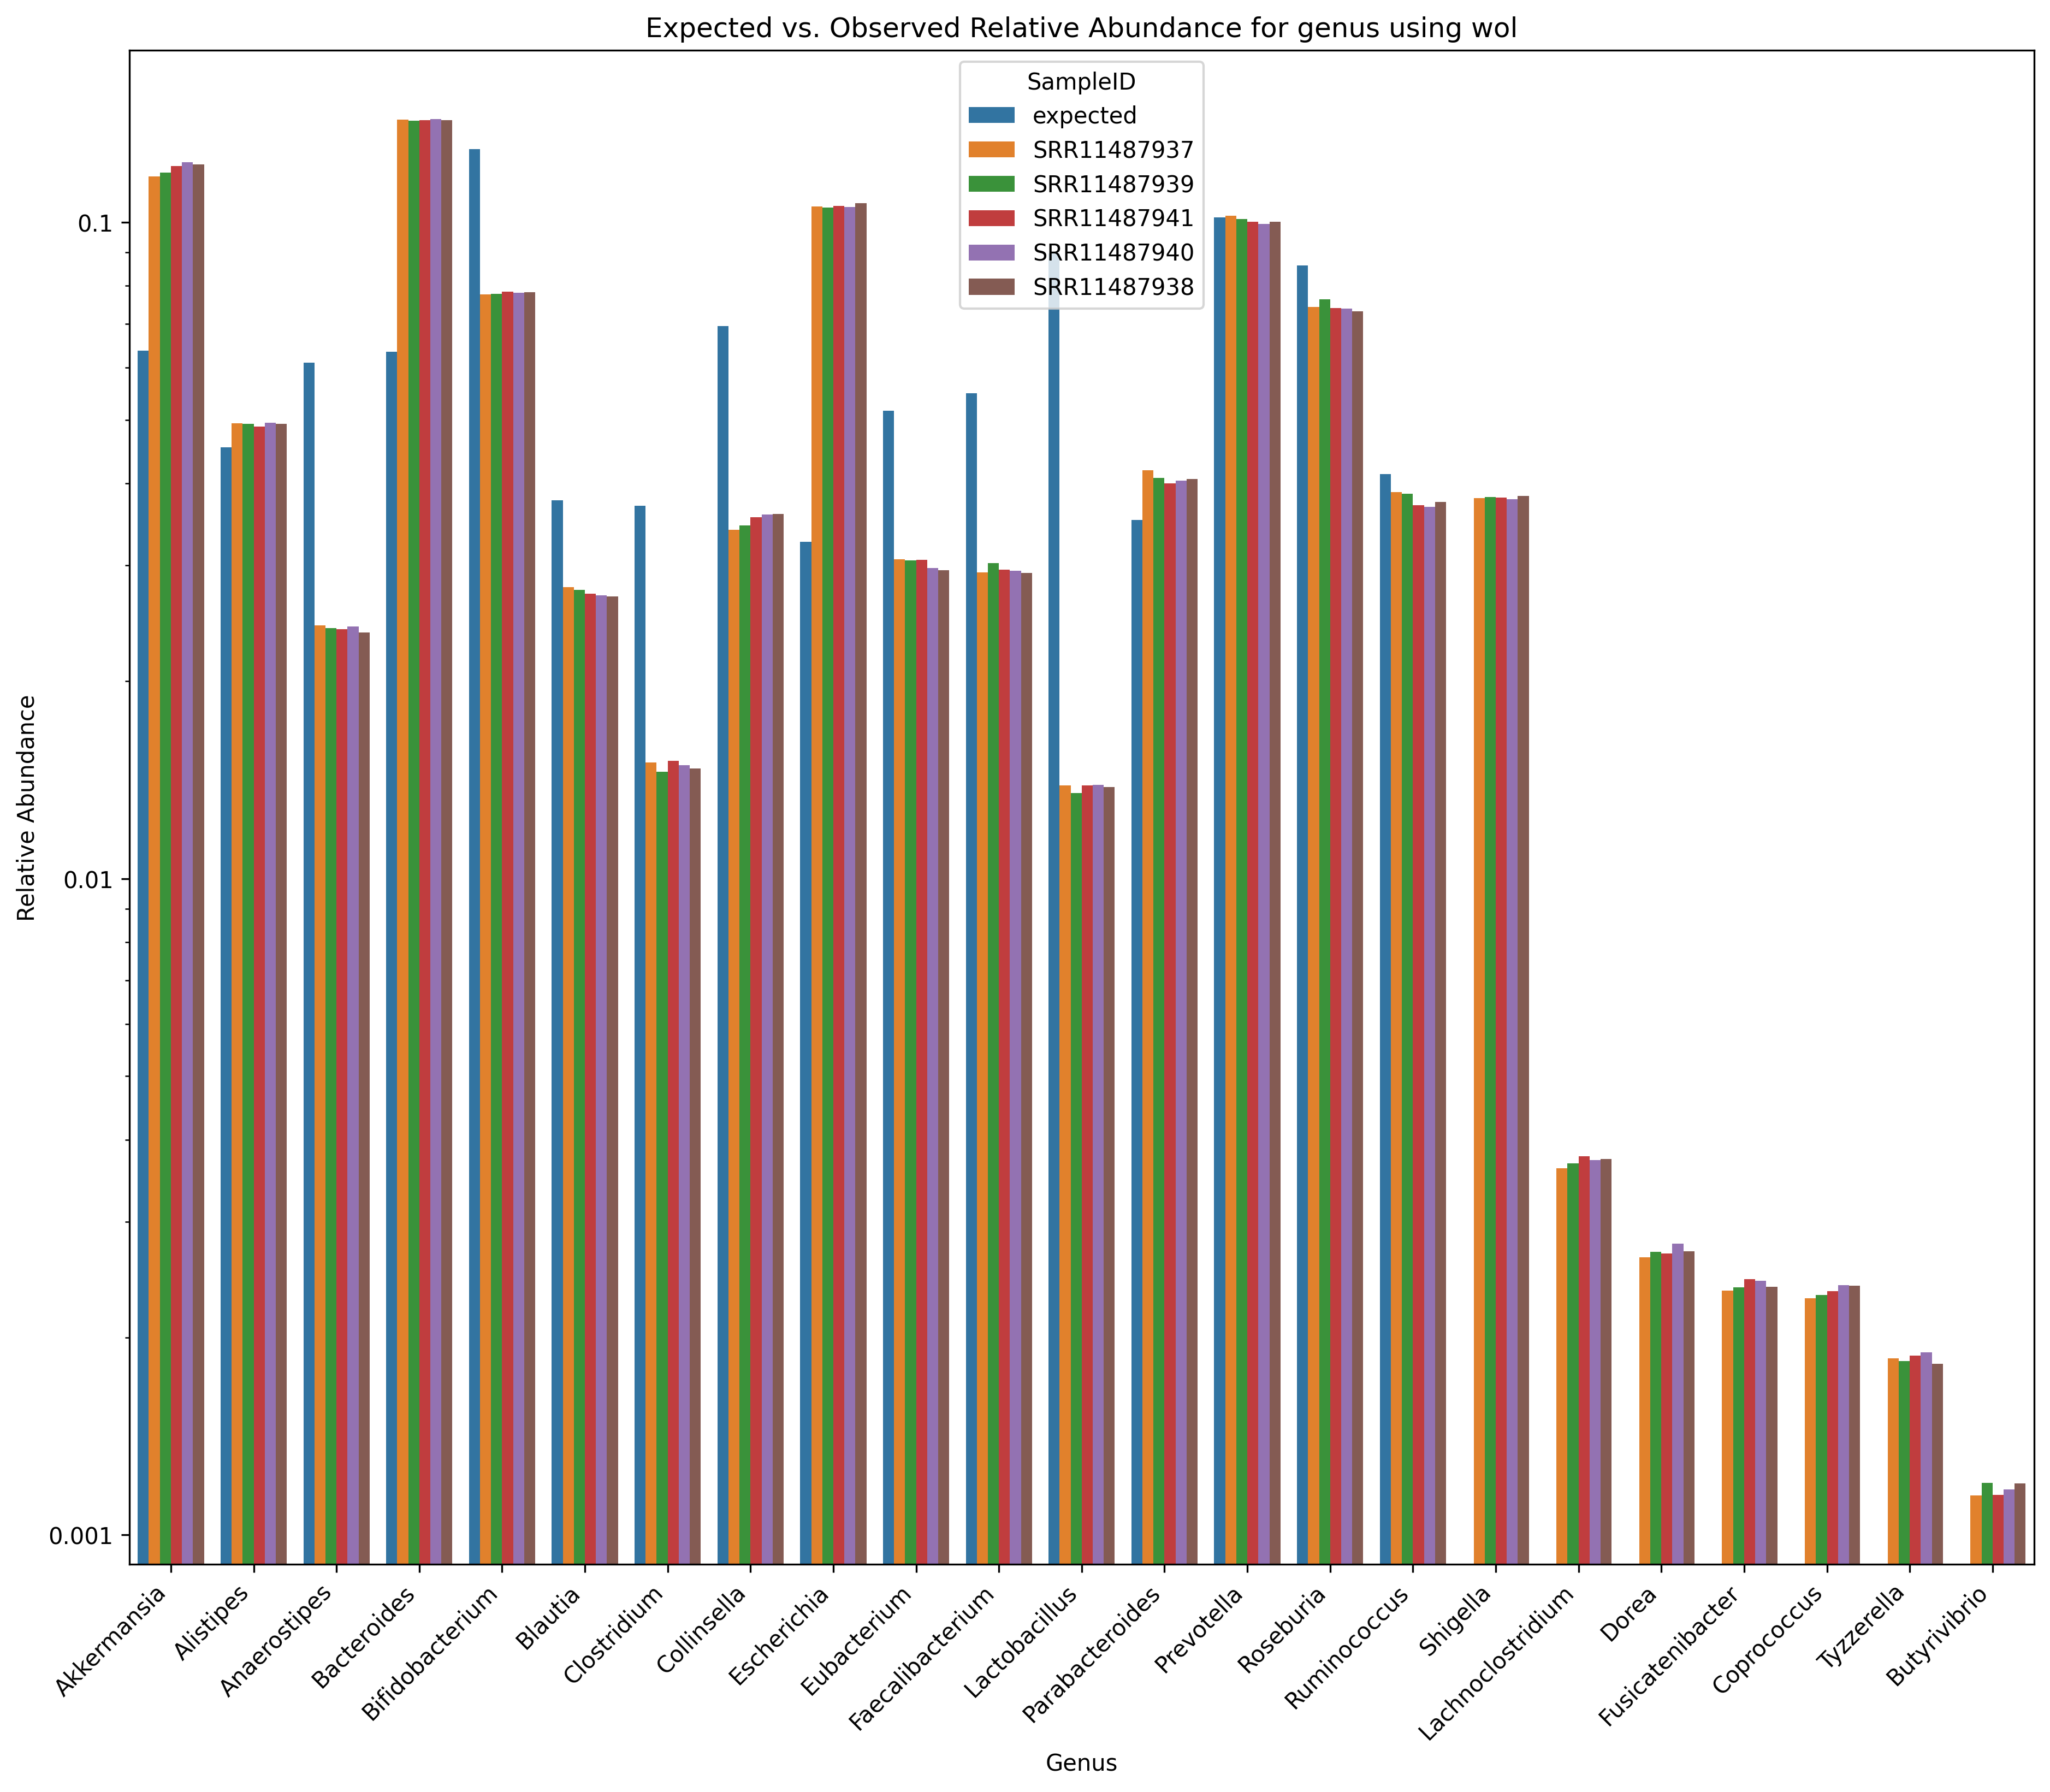 Expected vs. Observed Relative Abundance for genus using wol
SampleID
expected
SRR11487937
SRR11487939
SRR11487941
SRR11487940
SRR11487938
Relative Abundance
0.1
0.01
0.001
Akkermansia
Alistipes
Anaerostipes
Bacteroides
Bifidobacterium
Blautia
Clostridium
Collinsella
Escherichia
Eubacterium
Faecalibacterium
Lactobacillus
Parabacteroides
Prevotella
Roseburia
Ruminococcus
Shigella
Lachnoclostridium
Dorea
Fusicatenibacter
Coprococcus
Tyzzerella
Butyrivibrio
Genus